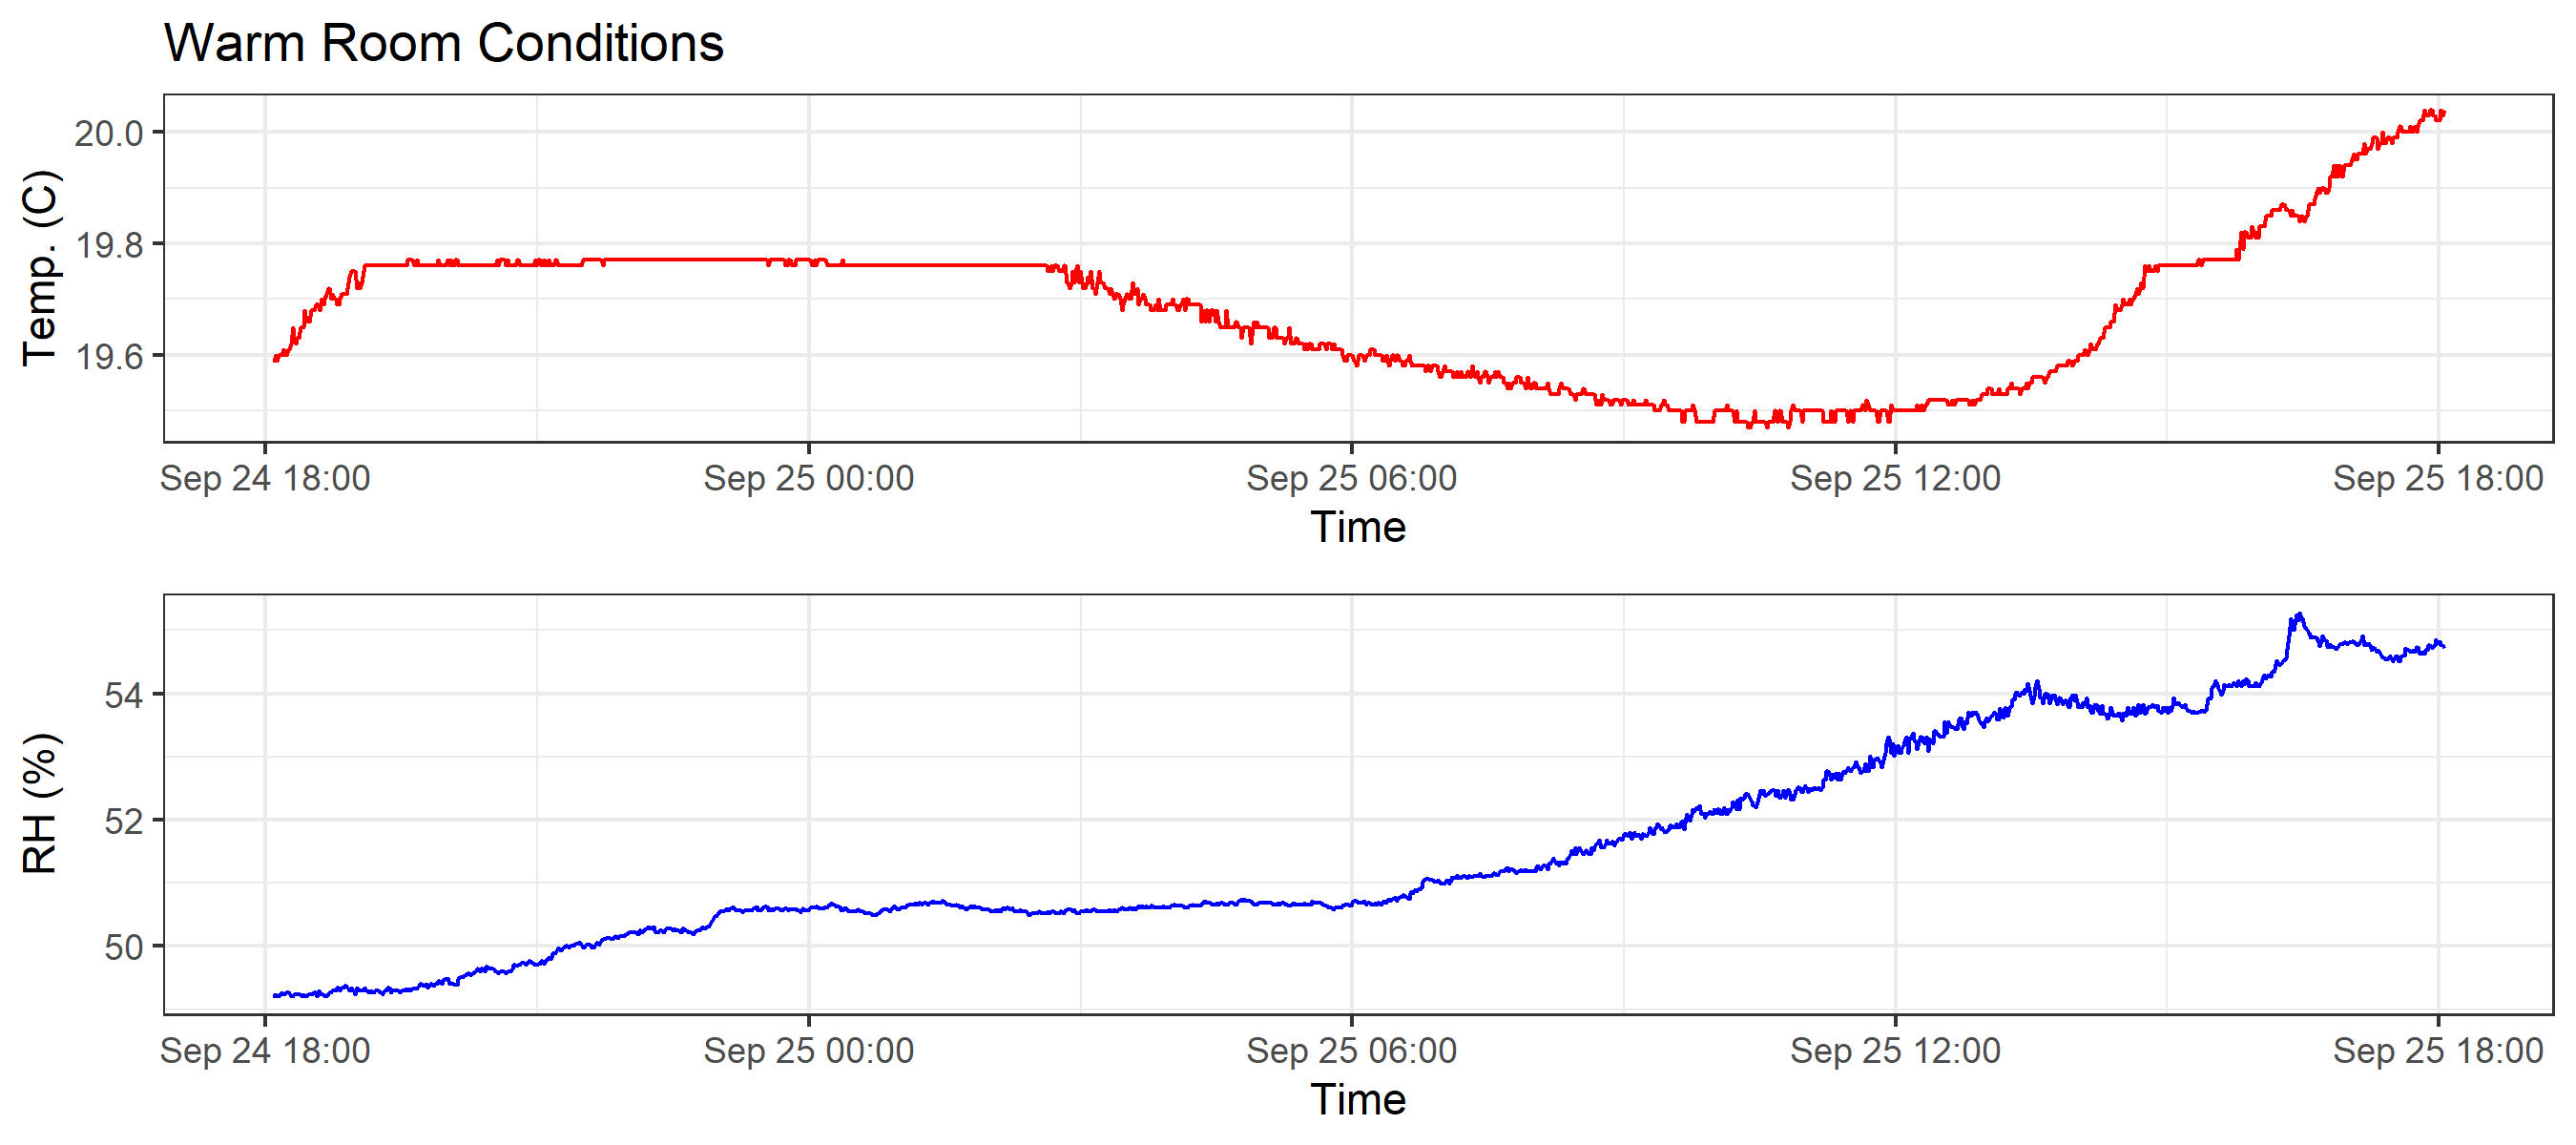 Warm Room Conditions
Temp. (C)
20.0
19.8
19.6
Sep 24 18:00 Sep 25 00:00 Sep 25 06:00 Sep 25 12:00 Sep 25 18:00
Time
RH (%)
54
52
50
Sep 24 18:00 Sep 25 00:00 Sep 25 06:00 Sep 25 12:00 Sep 25 18:00
Time